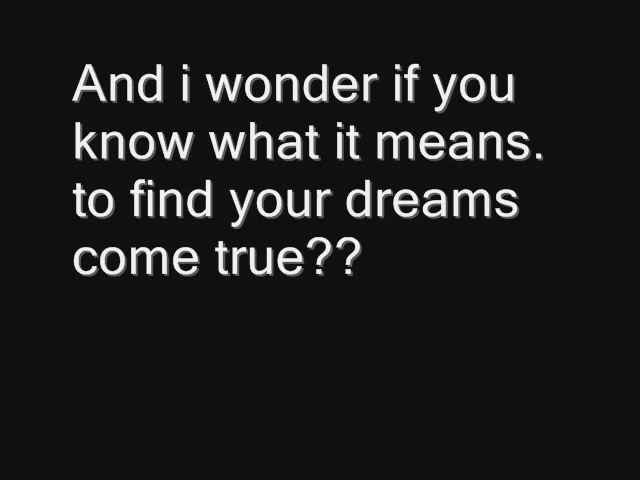 And i wonder if you
know what it means.
to find your dreams
come true??